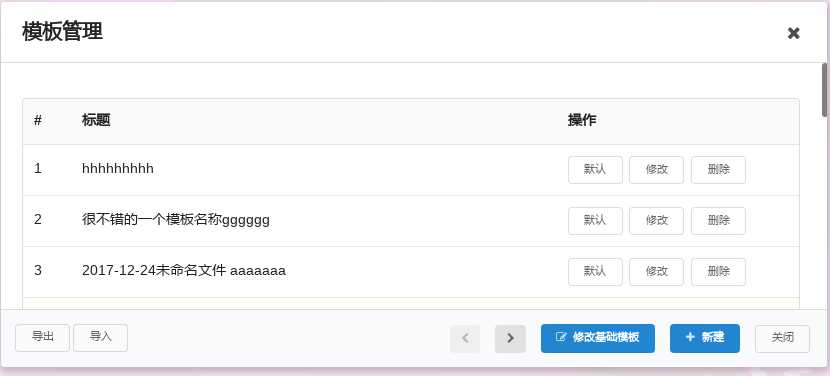 模板管理
# 标题 操作
1 hhhhhhhhh 默认 修改 删除
2 很不错的一个模板名称gggggg 默认 修改 删除
3 2017-12-24未命名文件 aaaaaaa 默认 修改 删除
导出 导入 修改基础模板 新建 关闭